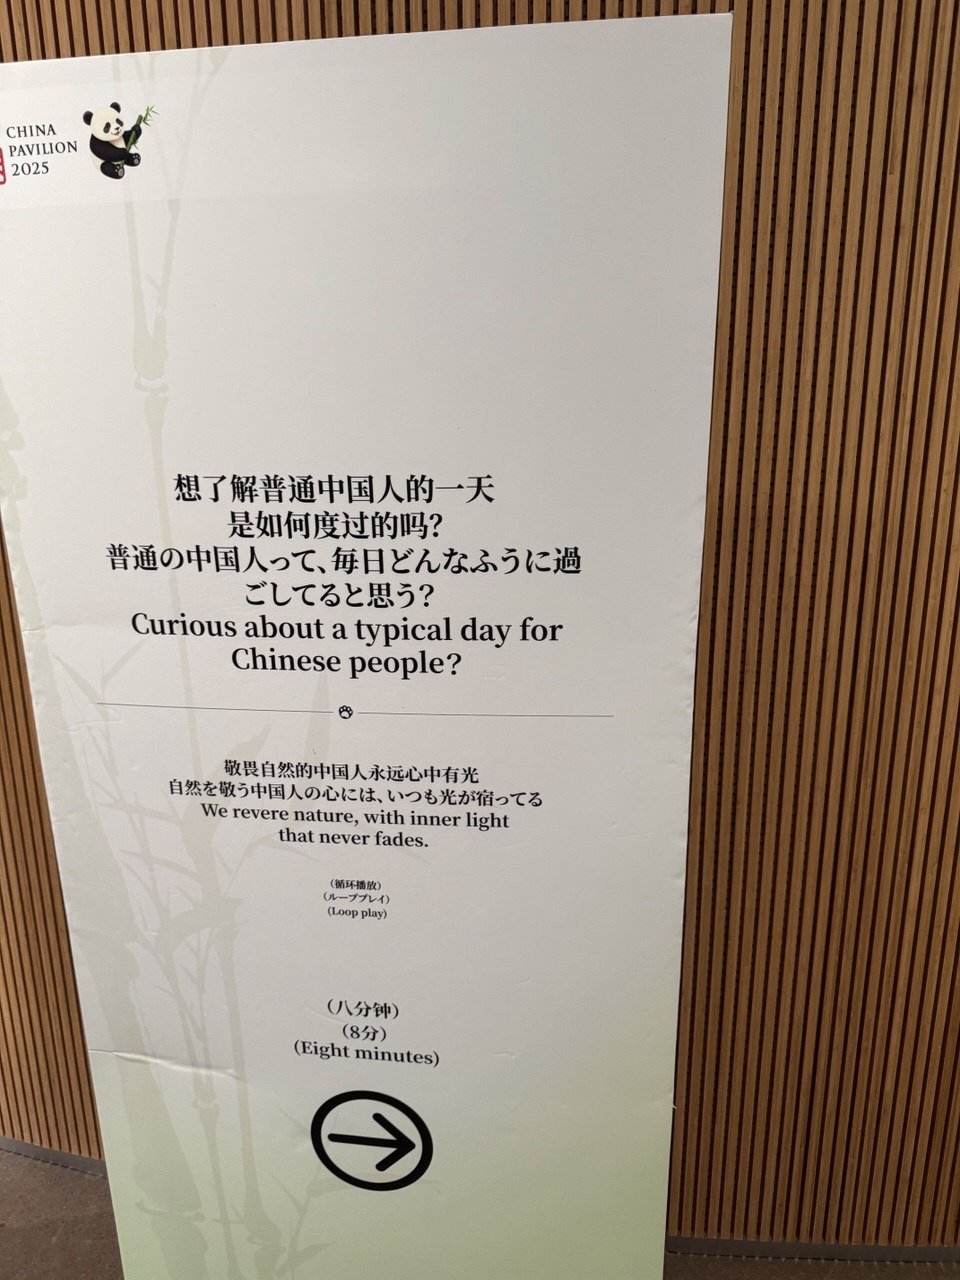 CHINA
PAVILION
2025
想了解普通中国人的一天
是如何度过的吗？
普通の中国人って、毎日どんなふうに過
ごしてると思う？
Curious about a typical day for
Chinese people?
敬畏自然的中国人永远心中有光
自然を敬う中国人の心には、いつも光が宿ってる
We revere nature, with inner light
that never fades.
（循环播放）
（ループプレイ）
(Loop play)
（八分钟）
（8分）
(Eight minutes)